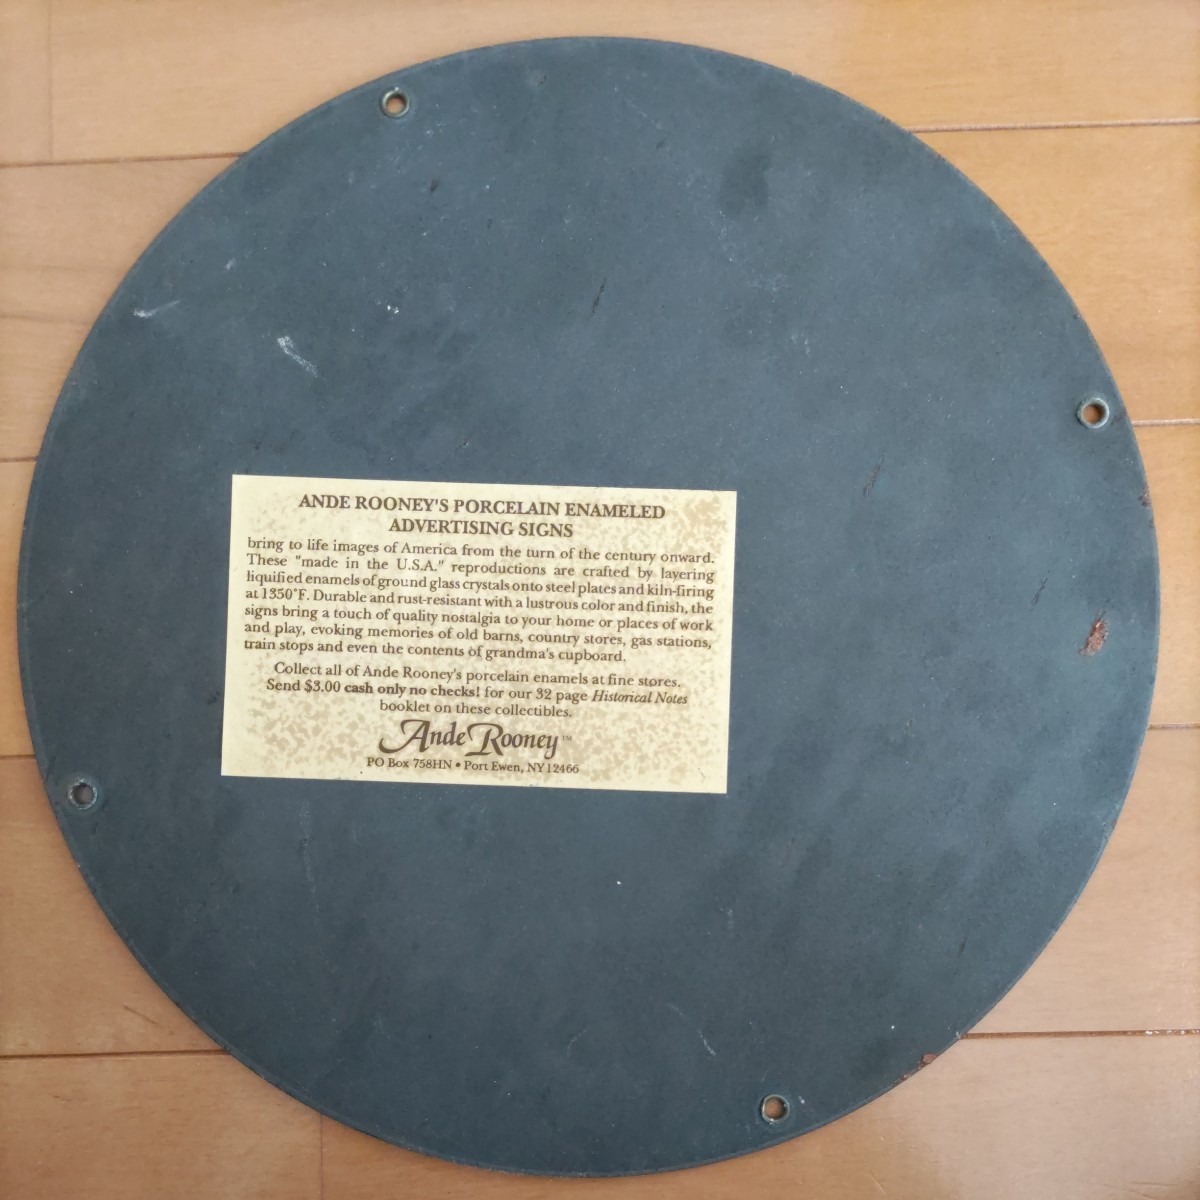 ANDE ROONEY'S PORCELAIN ENAMELED
ADVERTISING SIGNS
bring to life images of America from the turn of the century onward.
These "made in the U.S.A." reproductions are crafted by layering
liquified enamels of ground glass crystals onto steel plates and kiln-firing
at 1350°F. Durable and rust-resistant with a lustrous color and finish, the
signs bring a touch of quality nostalgia to your home or places of work
and play, evoking memories of old barns, country stores, gas stations,
train stops and even the contents of grandma's cupboard.
Collect all of Ande Rooney's porcelain enamels at fine stores.
Send $3.00 cash only no checks! for our 32 page Historical Notes
booklet on these collectibles.
Ande Rooney™
PO Box 758HN • Port Ewen, NY 12466